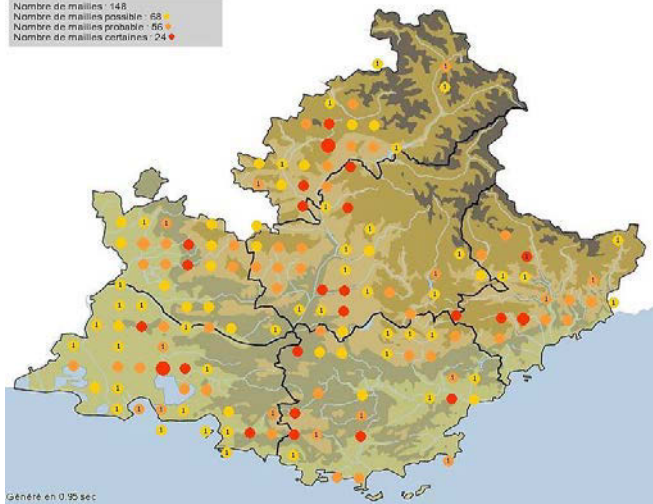 Nombre de mailles : 148
Nombre de mailles possible : 68
Nombre de mailles probable : 56
Nombre de mailles certaines : 24
Généré en 0.95 sec